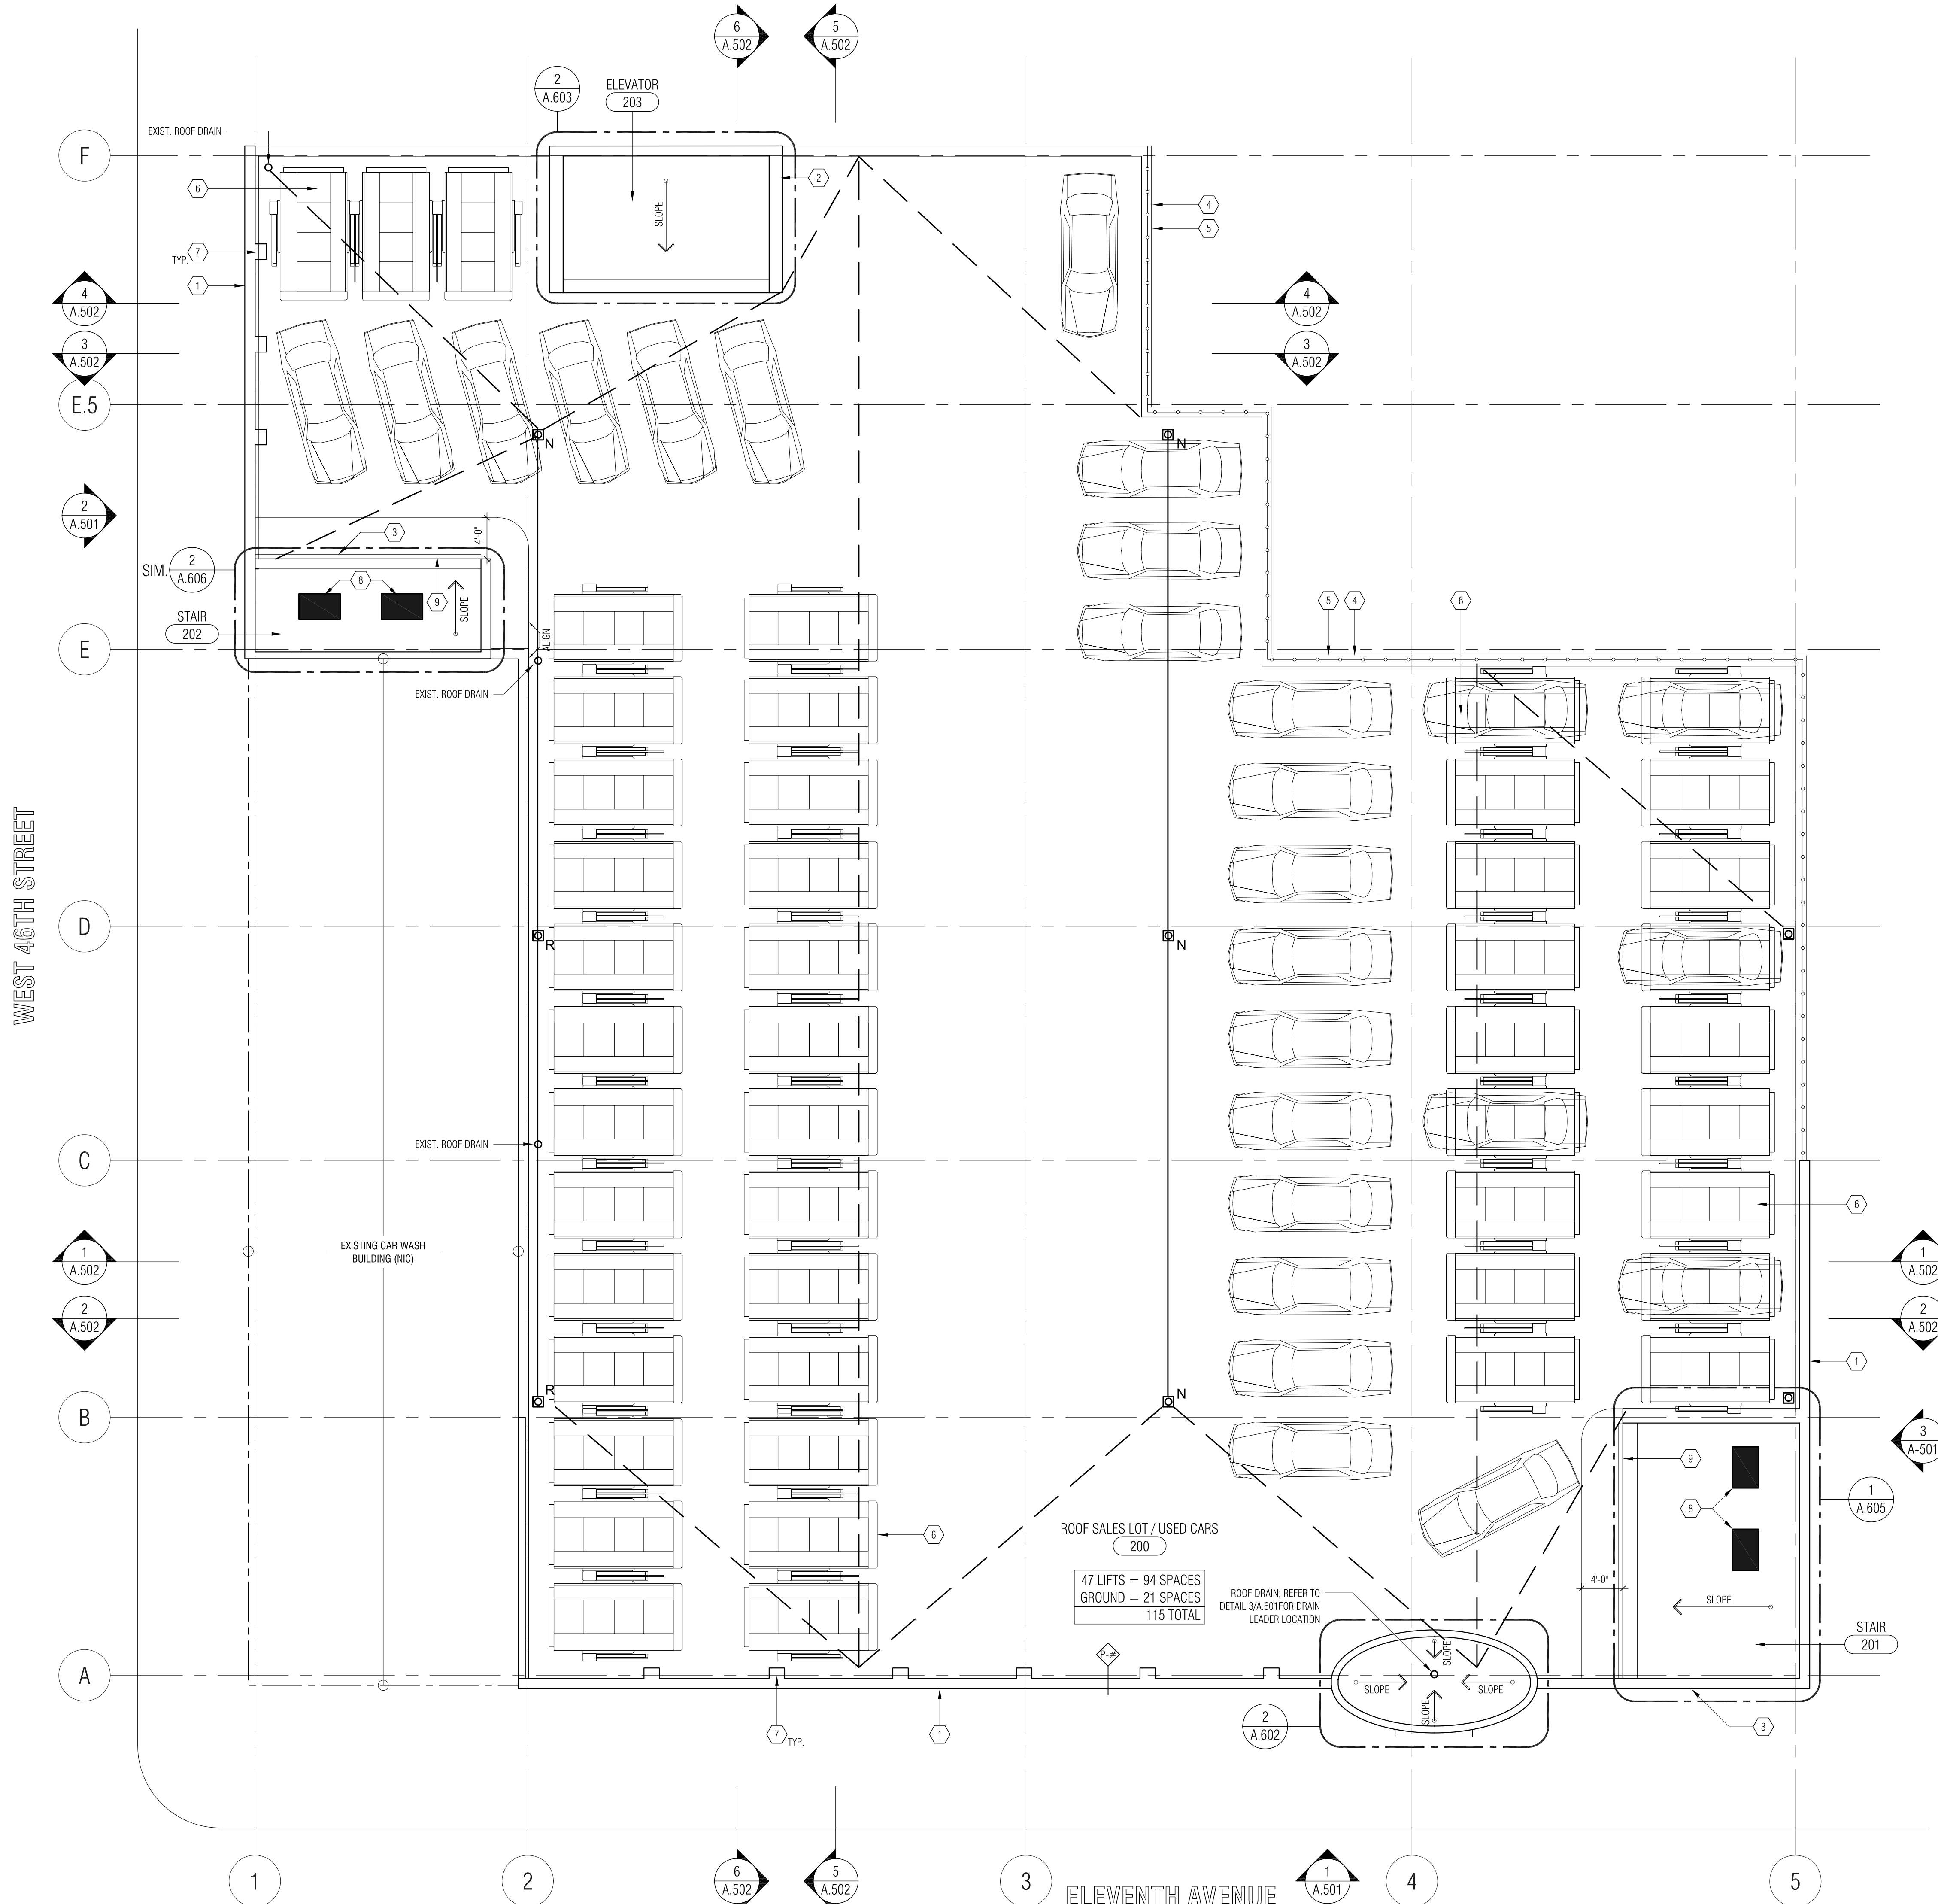 6
A.502
5
A.502
2
A.603
ELEVATOR
203
EXIST. ROOF DRAIN
F
6
2
SLOPE
4
5
TYP. 7
1
4
A.502
4
A.502
3
A.502
3
A.502
E.5
N
N
2
A.501
3
4'-0"
SIM.
2
A.606
8
9
SLOPE
STAIR
202
5
4
6
E
ALIGN
EXIST. ROOF DRAIN
WEST 46TH STREET
D
R
N
EXIST. ROOF DRAIN
C
6
EXISTING CAR WASH
BUILDING (NIC)
1
A.502
1
A.502
2
A.502
2
A.502
1
R
N
B
3
A-501
9
8
1
A.605
6
ROOF SALES LOT / USED CARS
200
47 LIFTS = 94 SPACES
GROUND = 21 SPACES
115 TOTAL
ROOF DRAIN; REFER TO
DETAIL 3/A.601FOR DRAIN
LEADER LOCATION
4'-0"
SLOPE
STAIR
201
P-#
A
SLOPE
SLOPE
SLOPE
SLOPE
2
A.602
7 TYP.
1
3
1
2
6
A.502
5
A.502
3
ELEVENTH AVENUE
1
A.501
4
5